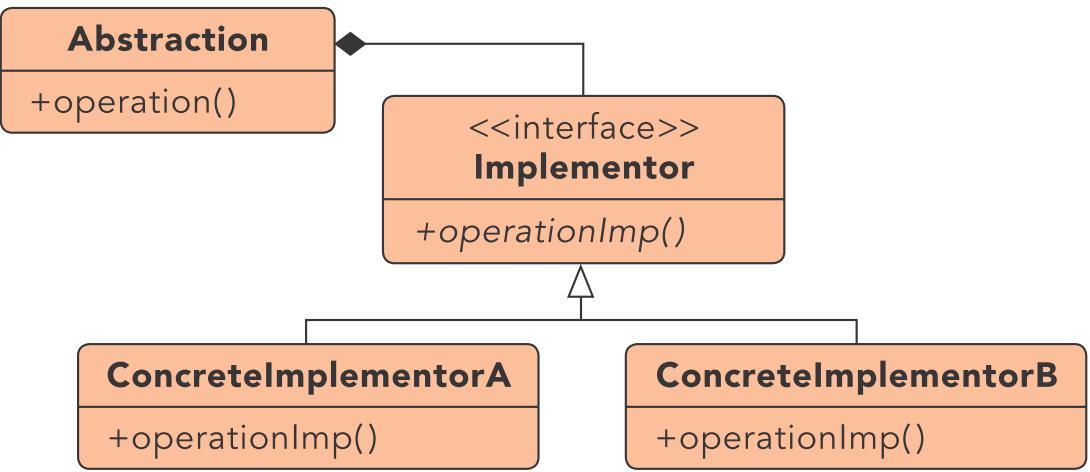 Abstraction
+operation()
<<interface>>
Implementor
+operationImp()
ConcreteImplementorA
+operationImp()
ConcreteImplementorB
+operationImp()